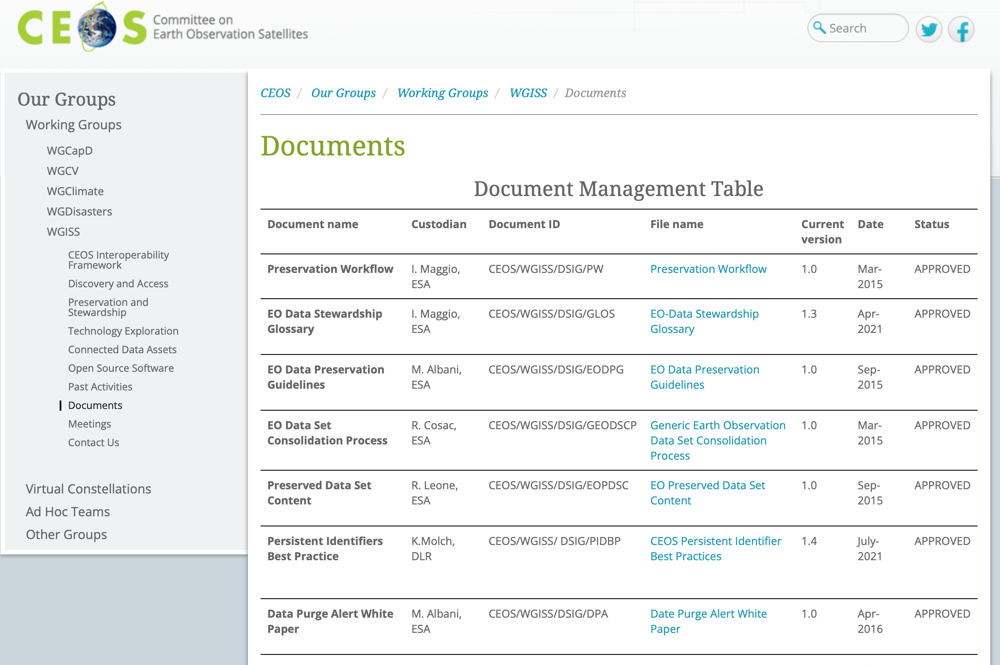 CEOS Committee on
Earth Observation Satellites
Search
Our Groups
Working Groups
WGCapD
WGCV
WGClimate
WGDisasters
WGISS
CEOS Interoperability
Framework
Discovery and Access
Preservation and
Stewardship
Technology Exploration
Connected Data Assets
Open Source Software
Past Activities
Documents
Meetings
Contact Us
Virtual Constellations
Ad Hoc Teams
Other Groups
CEOS / Our Groups / Working Groups / WGISS / Documents
Documents
Document Management Table
Document name Custodian Document ID File name Current Date Status
version
Preservation Workflow I. Maggio, CEOS/WGISS/DSIG/PW Preservation Workflow 1.0 Mar- APPROVED
ESA 2015
EO Data Stewardship I. Maggio, CEOS/WGISS/DSIG/GLOS EO-Data Stewardship 1.3 Apr- APPROVED
Glossary ESA Glossary 2021
EO Data Preservation M. Albani, CEOS/WGISS/DSIG/EODPG EO Data Preservation 1.0 Sep- APPROVED
Guidelines ESA Guidelines 2015
EO Data Set R. Cosac, CEOS/WGISS/DSIG/GEODSCP Generic Earth Observation 1.0 Mar- APPROVED
Consolidation Process ESA Data Set Consolidation 2015
Process
Preserved Data Set R. Leone, CEOS/WGISS/DSIG/EOPDSC EO Preserved Data Set 1.0 Sep- APPROVED
Content ESA Content 2015
Persistent Identifiers K.Molch, CEOS/WGISS/ DSIG/PIDBP CEOS Persistent Identifier 1.4 July- APPROVED
Best Practice DLR Best Practices 2021
Data Purge Alert White M. Albani, CEOS/WGISS/DSIG/DPA Date Purge Alert White 1.0 Apr- APPROVED
Paper ESA Paper 2016